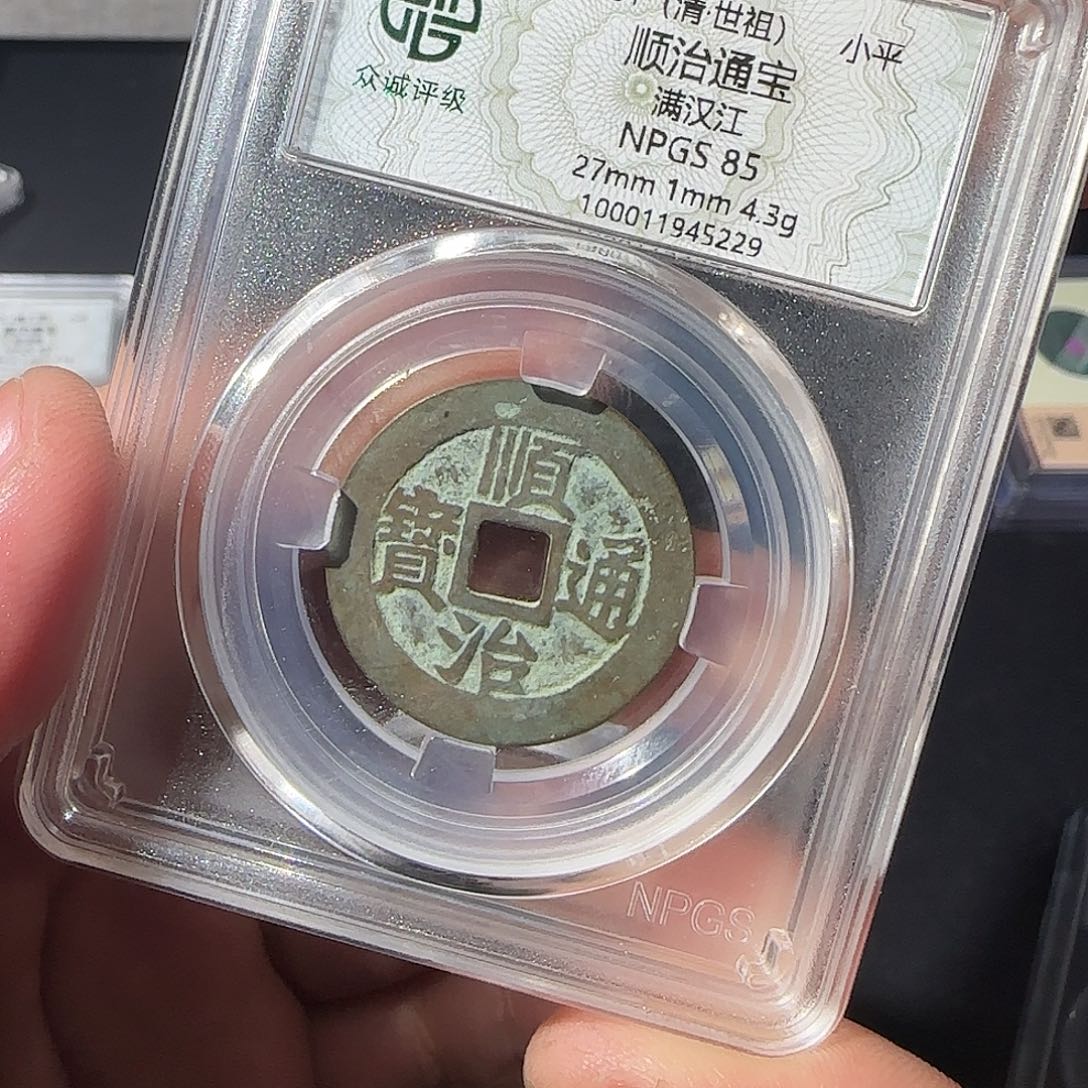 (清·世祖)
小平
顺治通宝
满汉江
NPGS 85
27mm 1mm 4.3g
100011945229
众诚评级
順治通寶
NPGS